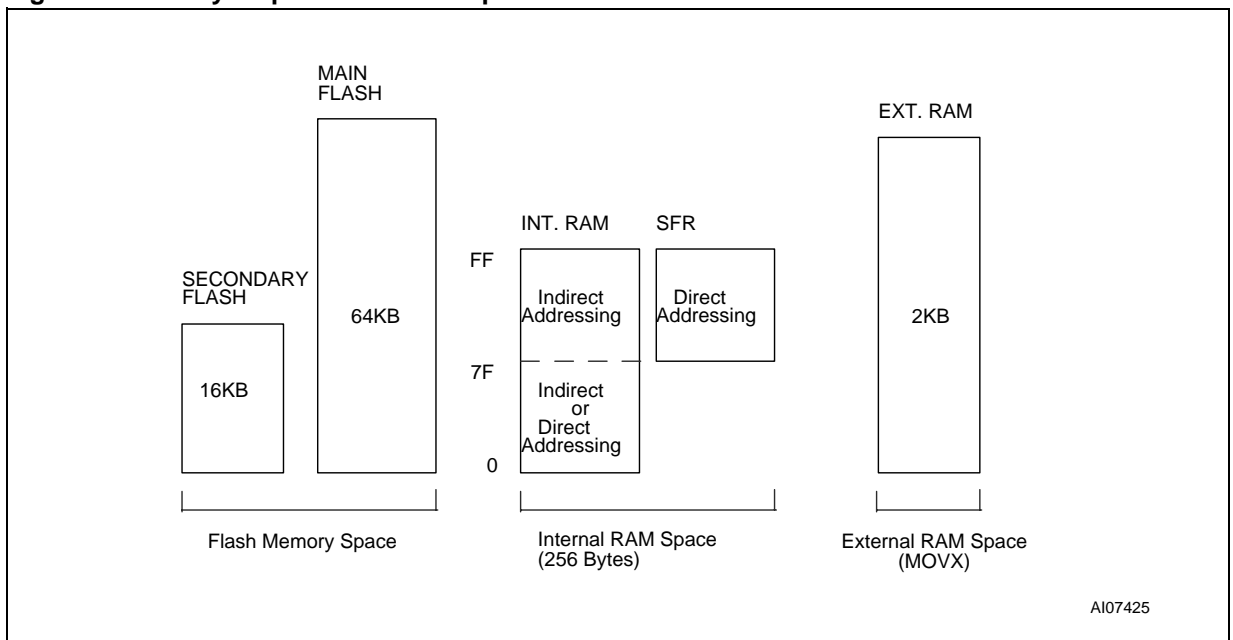 MAIN
FLASH
EXT. RAM
INT. RAM
SFR
FF
SECONDARY
FLASH
Indirect
Addressing
Direct
Addressing
64KB
2KB
7F
16KB
Indirect
or
Direct
Addressing
0
Flash Memory Space
Internal RAM Space
(256 Bytes)
External RAM Space
(MOVX)
AI07425